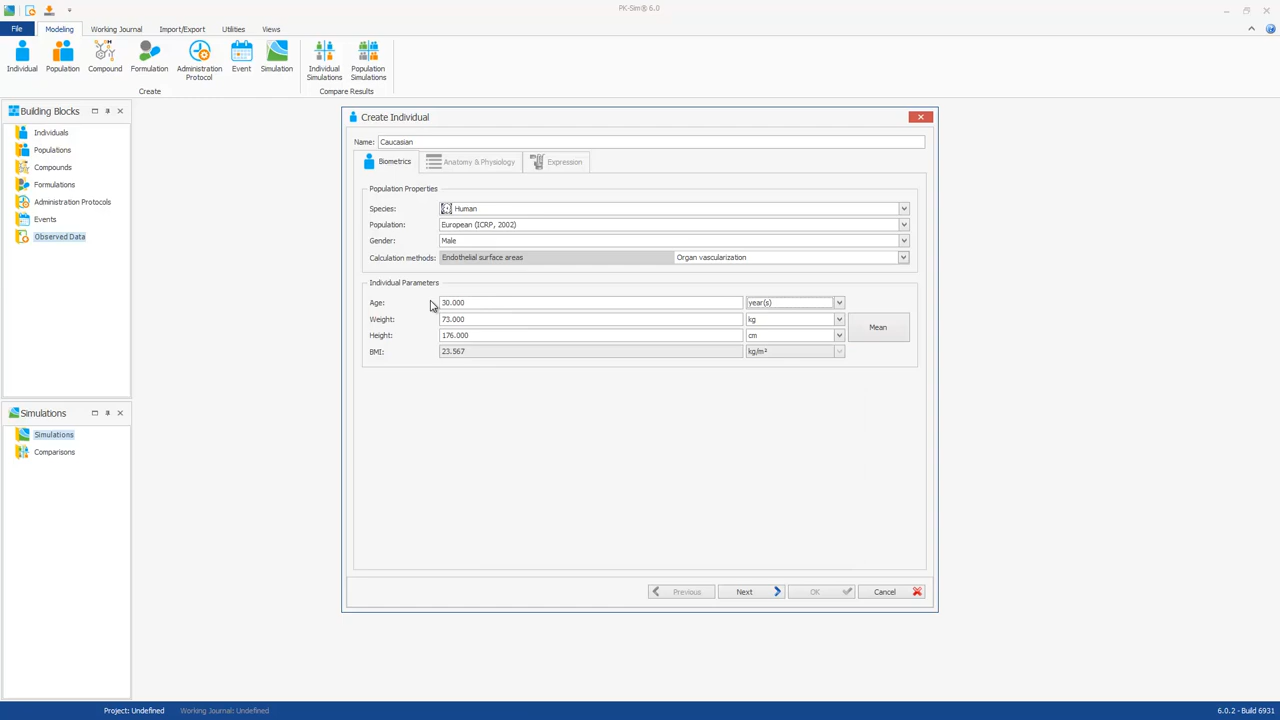 PK-Sim® 6.0
File Modeling Working Journal Import/Export Utilities Views
Individual Population Compound Formulation Administration Protocol Event Simulation Individual Simulations Population Simulations
Create Compare Results
Building Blocks
Individuals
Populations
Compounds
Formulations
Administration Protocols
Events
Observed Data
Simulations
Simulations
Comparisons
Create Individual
Name: Caucasian
Biometrics Anatomy & Physiology Expression
Population Properties
Species: Human
Population: European (ICRP, 2002)
Gender: Male
Calculation methods: Endothelial surface areas Organ vascularization
Individual Parameters
Age: 30.000 year(s)
Weight: 73.000 kg
Height: 176.000 cm
Mean
BMI: 23.567 kg/m²
Previous Next OK Cancel
Project: Undefined Working Journal: Undefined 6.0.2 - Build 6931